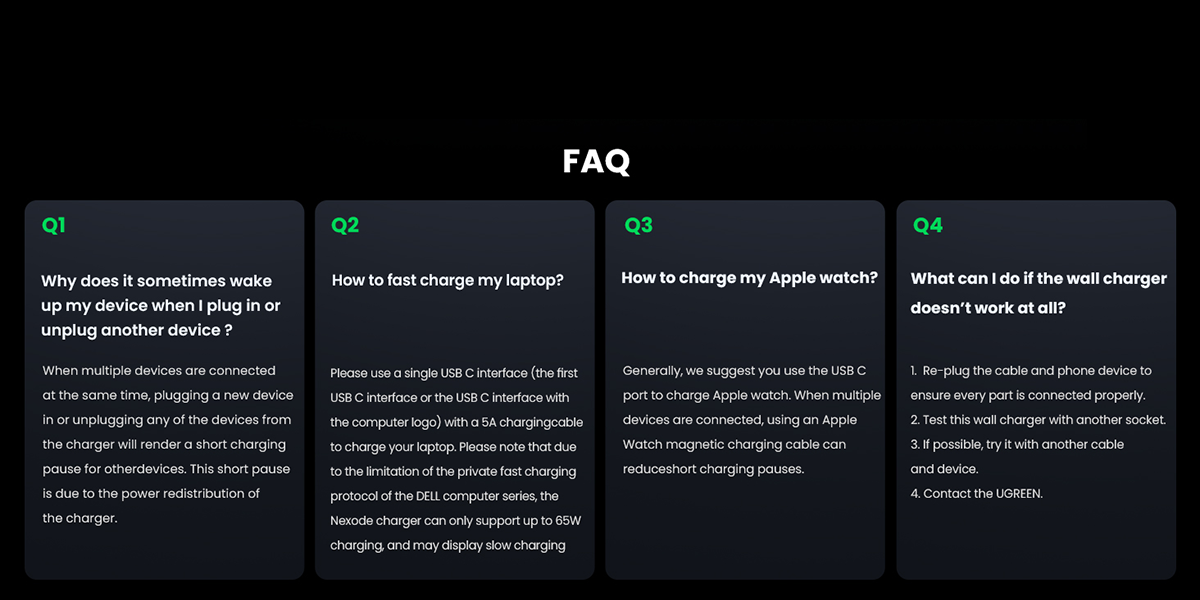 FAQ
Q1
Why does it sometimes wake
up my device when I plug in or
unplug another device ?
When multiple devices are connected
at the same time, plugging a new device
in or unplugging any of the devices from
the charger will render a short charging
pause for otherdevices. This short pause
is due to the power redistribution of
the charger.
Q2
How to fast charge my laptop?
Please use a single USB C interface (the first
USB C interface or the USB C interface with
the computer logo) with a 5A chargingcable
to charge your laptop. Please note that due
to the limitation of the private fast charging
protocol of the DELL computer series, the
Nexode charger can only support up to 65W
charging, and may display slow charging
Q3
How to charge my Apple watch?
Generally, we suggest you use the USB C
port to charge Apple watch. When multiple
devices are connected, using an Apple
Watch magnetic charging cable can
reduceshort charging pauses.
Q4
What can I do if the wall charger
doesn’t work at all?
1. Re-plug the cable and phone device to
ensure every part is connected properly.
2. Test this wall charger with another socket.
3. If possible, try it with another cable
and device.
4. Contact the UGREEN.